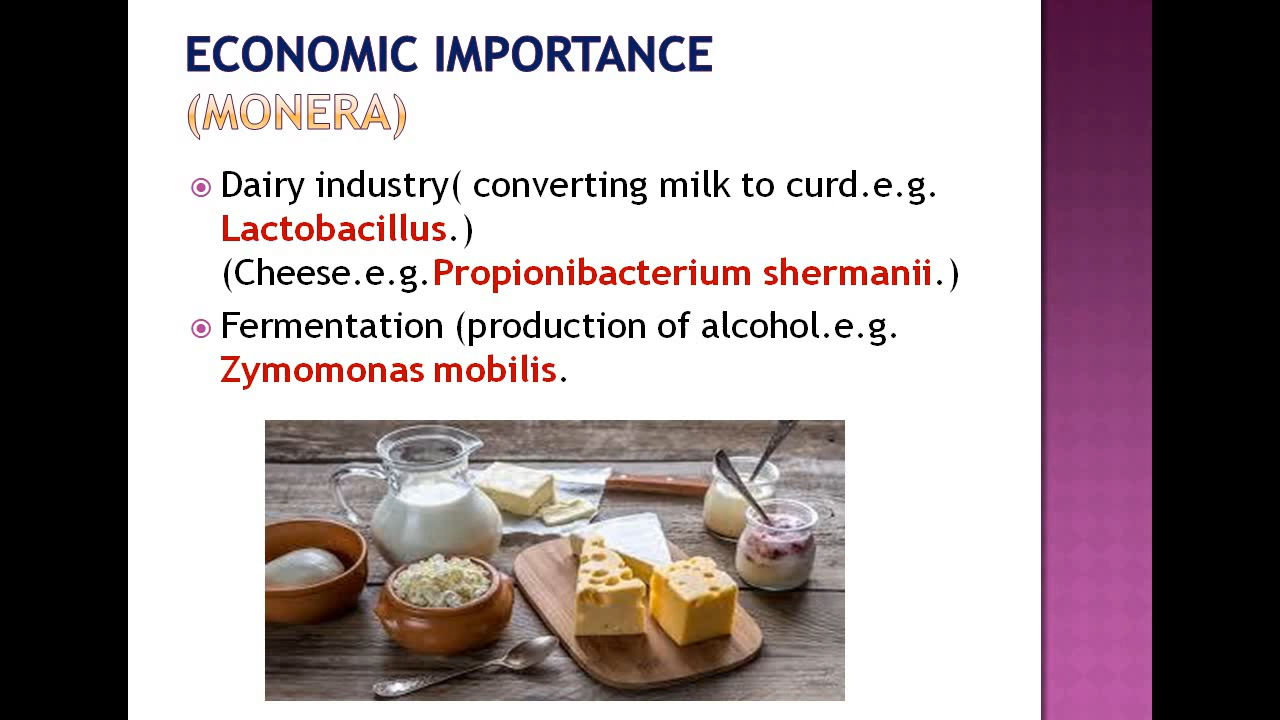 ECONOMIC IMPORTANCE
(MONERA)
Dairy industry( converting milk to curd.e.g.
Lactobacillus.)
(Cheese.e.g.Propionibacterium shermanii.)
Fermentation (production of alcohol.e.g.
Zymomonas mobilis.